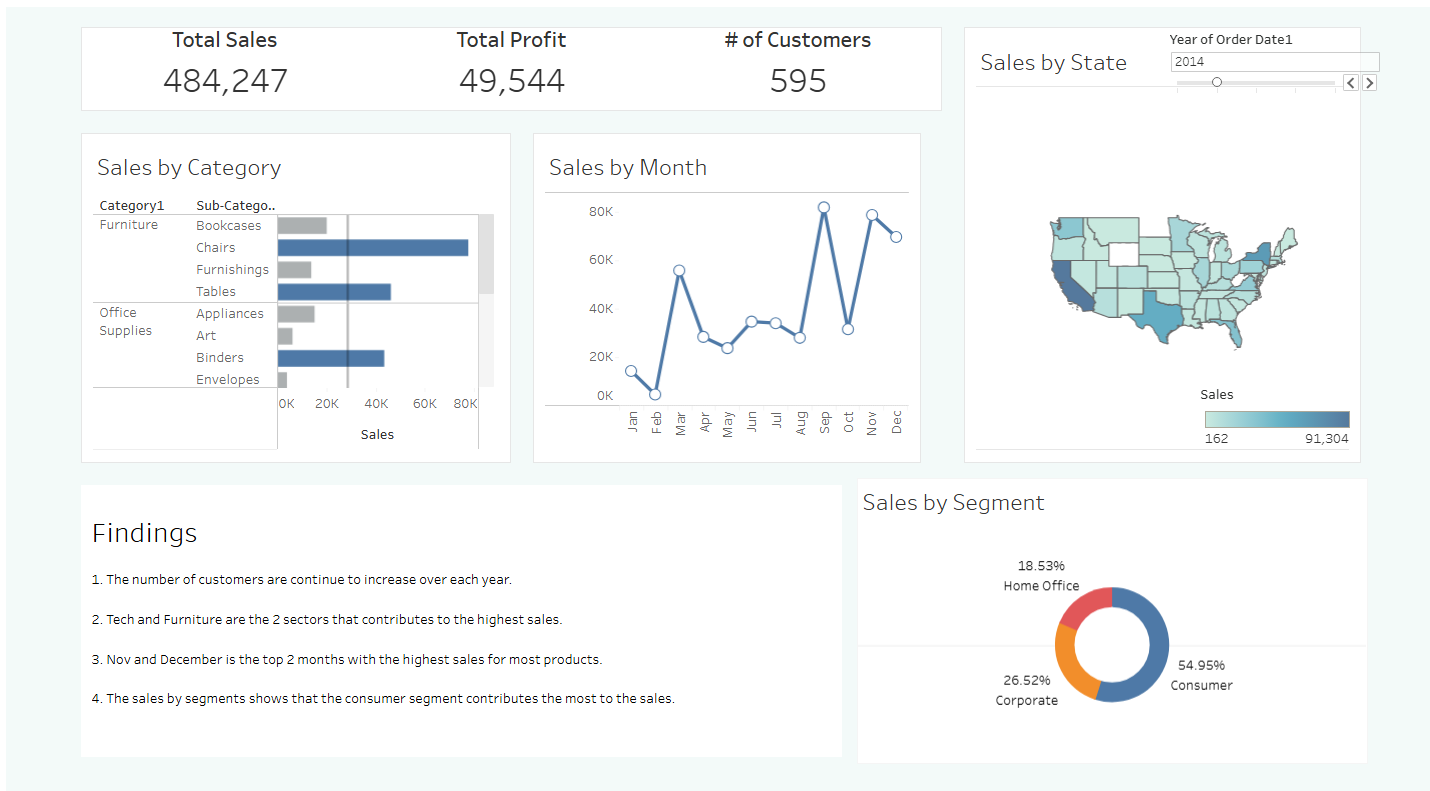 Total Sales
484,247
Total Profit
49,544
# of Customers
595
Sales by State
Year of Order Date1
2014
Sales by Category
Category1 Sub-Catego..
Furniture
Bookcases
Chairs
Furnishings
Tables
Office
Supplies
Appliances
Art
Binders
Envelopes
0K 20K 40K 60K 80K
Sales
Sales by Month
80K
60K
40K
20K
0K
Jan Feb Mar Apr May Jun Jul Aug Sep Oct Nov Dec
Sales
162 91,304
Findings
1. The number of customers are continue to increase over each year.
2. Tech and Furniture are the 2 sectors that contributes to the highest sales.
3. Nov and December is the top 2 months with the highest sales for most products.
4. The sales by segments shows that the consumer segment contributes the most to the sales.
Sales by Segment
18.53%
Home Office
26.52%
Corporate
54.95%
Consumer